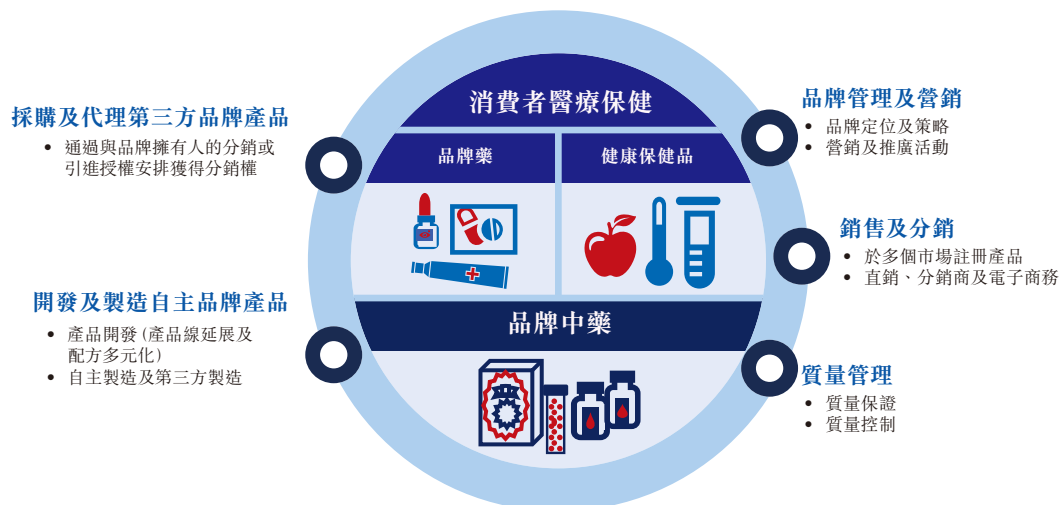 消費者醫療保健
品牌藥
健康保健品
品牌中藥
採購及代理第三方品牌產品
• 通過與品牌擁有人的分銷或
引進授權安排獲得分銷權
開發及製造自主品牌產品
• 產品開發 (產品線延展及
配方多元化)
• 自主製造及第三方製造
品牌管理及營銷
• 品牌定位及策略
• 營銷及推廣活動
銷售及分銷
• 於多個市場註冊產品
• 直銷、分銷商及電子商務
質量管理
• 質量保證
• 質量控制